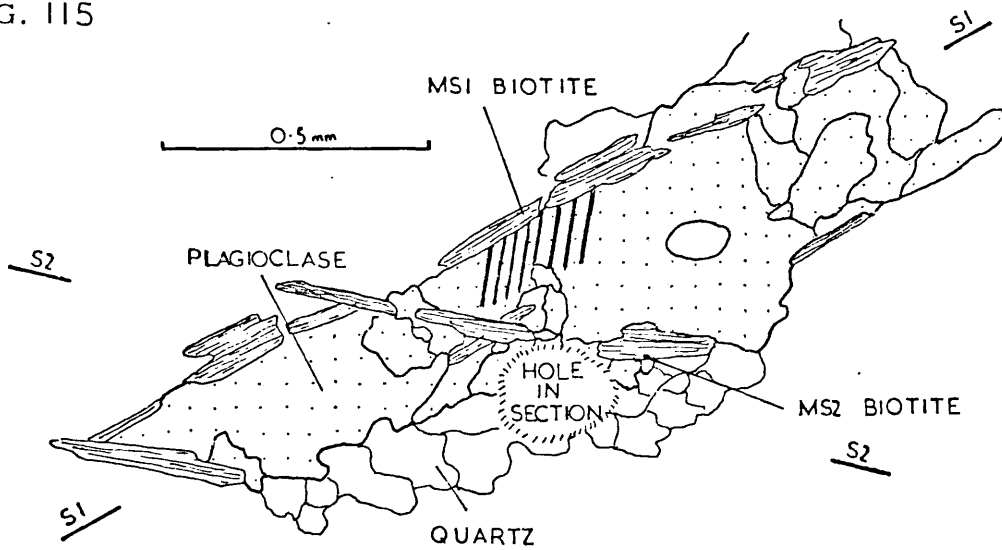 G. 115
S1
MS1 BIOTITE
0·5 mm
S2
PLAGIOCLASE
HOLE
IN
SECTION
MS2 BIOTITE
S2
S1
QUARTZ